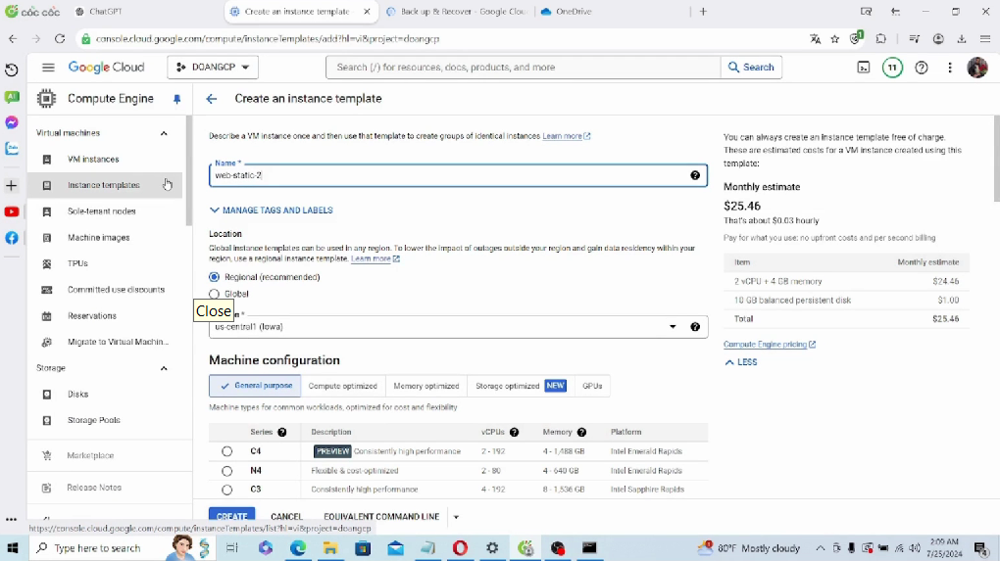 cốc cốc
ChatGPT
Create an instance template
Back up & Recover - Google Clou
OneDrive
console.cloud.google.com/compute/instanceTemplates/add?hl=vi&project=doangcp
1
Google Cloud
DOANGCP
Search (/) for resources, docs, products, and more
Search
11
Compute Engine
Create an instance template
Virtual machines
VM instances
Instance templates
Sole-tenant nodes
Machine images
TPUs
Committed use discounts
Reservations
Migrate to Virtual Machin...
Storage
Disks
Storage Pools
Marketplace
Release Notes
Describe a VM instance once and then use that template to create groups of identical instances Learn more
Name *
web-static-2
MANAGE TAGS AND LABELS
Location
Global instance templates can be used in any region. To lower the impact of outages outside your region and gain data residency within your
region, use a regional instance template. Learn more
Regional (recommended)
Global
Close
us-central1 (Iowa)
Machine configuration
General purpose
Compute optimized
Memory optimized
Storage optimized NEW
GPUs
Machine types for common workloads, optimized for cost and flexibility
Series Description vCPUs Memory Platform
C4 PREVIEW Consistently high performance 2 - 192 4 - 1,488 GB Intel Emerald Rapids
N4 Flexible & cost-optimized 2 - 80 4 - 640 GB Intel Emerald Rapids
C3 Consistently high performance 4 - 192 8 - 1,536 GB Intel Sapphire Rapids
CREATE CANCEL EQUIVALENT COMMAND LINE
You can always create an instance template free of charge.
These are estimated costs for a VM instance created using this
template:
Monthly estimate
$25.46
That's about $0.03 hourly
Pay for what you use: no upfront costs and per second billing
Item Monthly estimate
2 vCPU + 4 GB memory $24.46
10 GB balanced persistent disk $1.00
Total $25.46
Compute Engine pricing
LESS
https://console.cloud.google.com/compute/instanceTemplates/list?hl=vi&project=doangcp
Type here to search
80°F Mostly cloudy
2:09 AM
7/25/2024
4